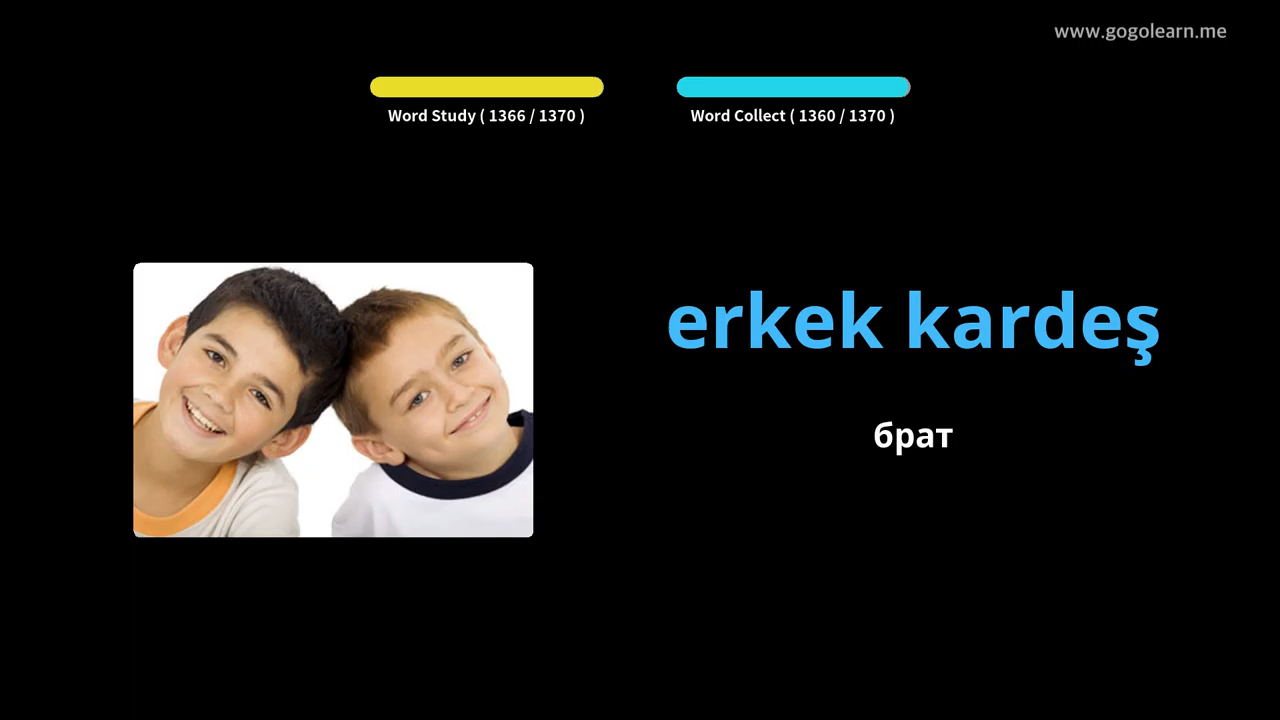 www.gogolearn.me
Word Study ( 1366 / 1370 )
Word Collect ( 1360 / 1370 )
erkek kardeş
брат